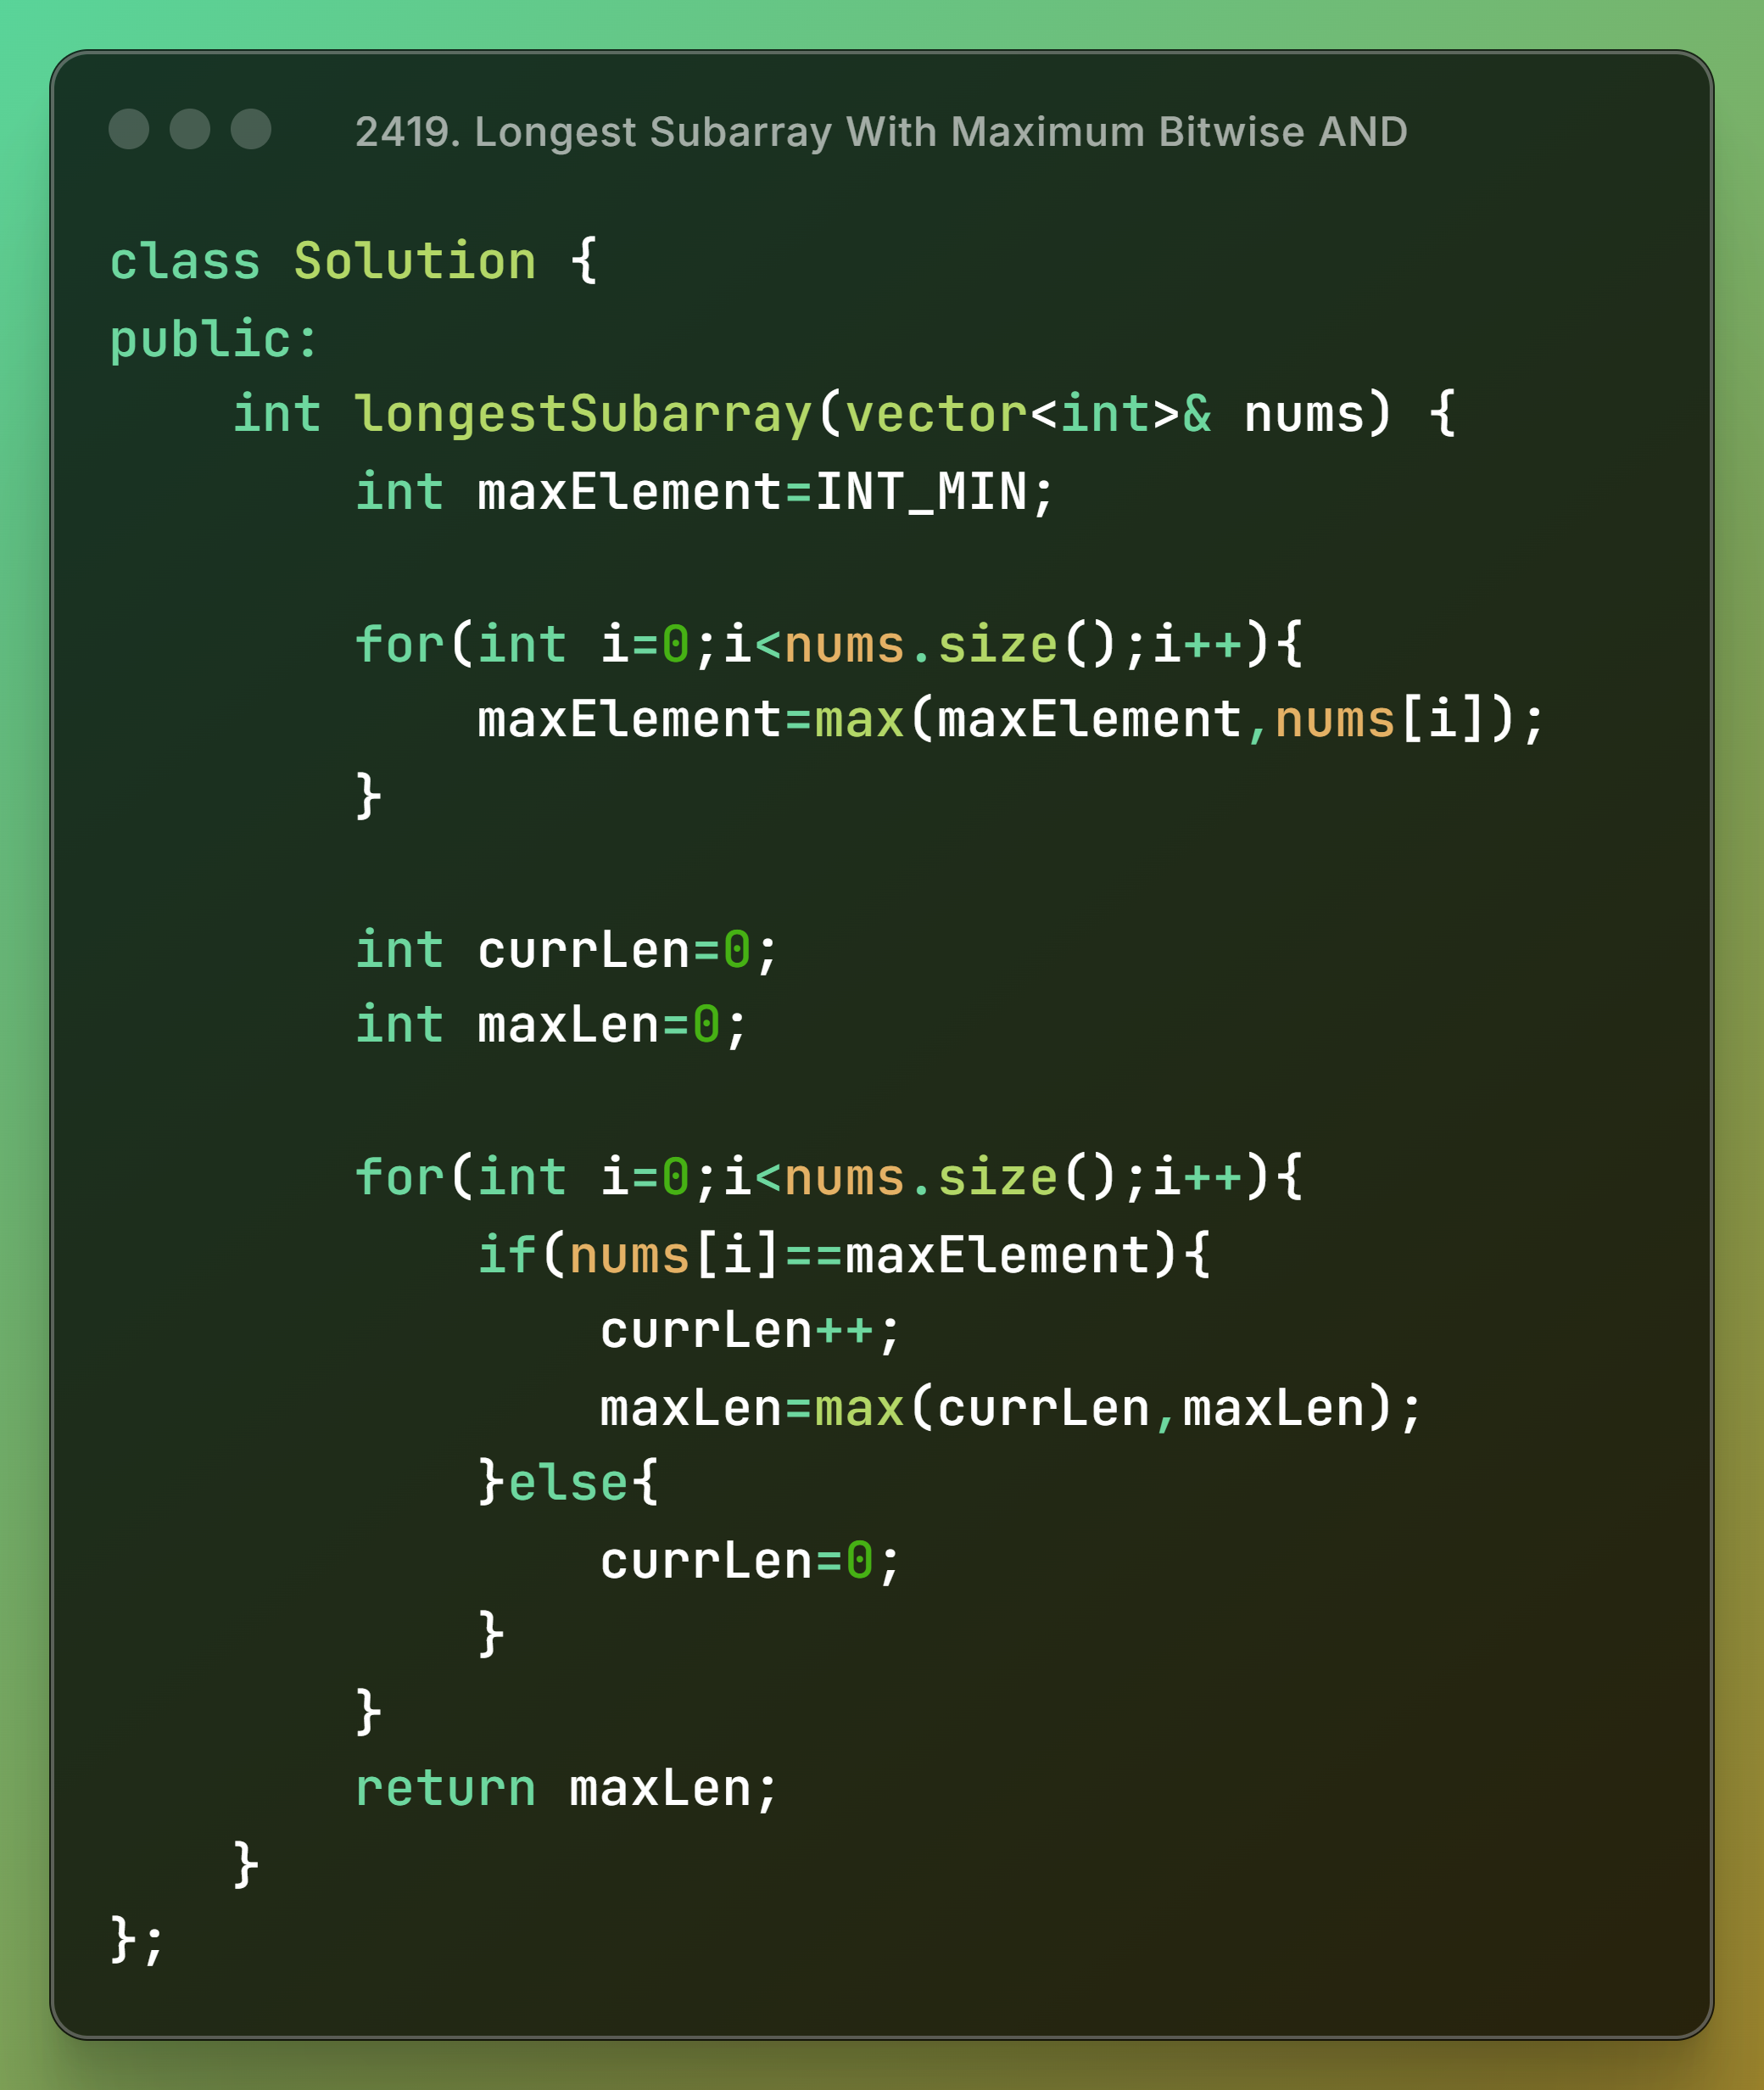 2419. Longest Subarray With Maximum Bitwise AND
class Solution {
public:
    int longestSubarray(vector<int>& nums) {
        int maxElement=INT_MIN;

        for(int i=0;i<nums.size();i++){
            maxElement=max(maxElement,nums[i]);
        }

        int currLen=0;
        int maxLen=0;

        for(int i=0;i<nums.size();i++){
            if(nums[i]==maxElement){
                currLen++;
                maxLen=max(currLen,maxLen);
            }else{
                currLen=0;
            }
        }
        return maxLen;
    }
};